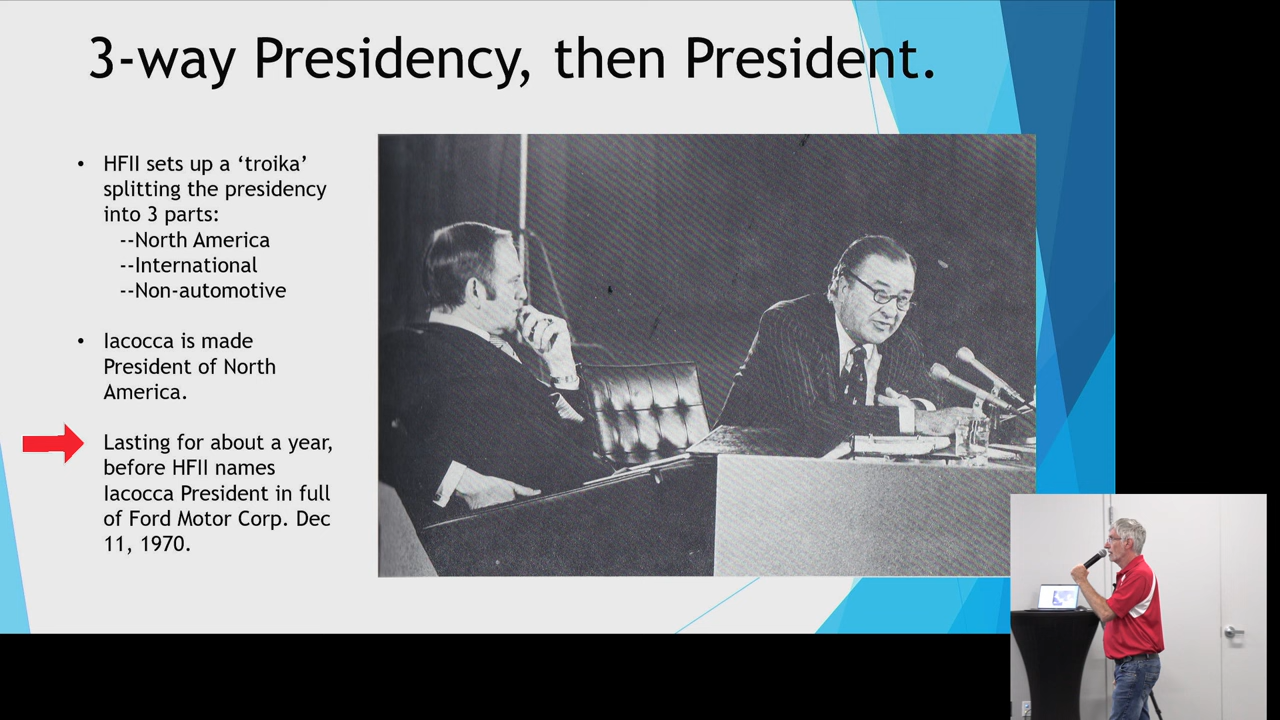 3-way Presidency, then President.
• HFII sets up a ‘troika’
splitting the presidency
into 3 parts:
--North America
--International
--Non-automotive
• Iacocca is made
President of North
America.
Lasting for about a year,
before HFII names
Iacocca President in full
of Ford Motor Corp. Dec
11, 1970.